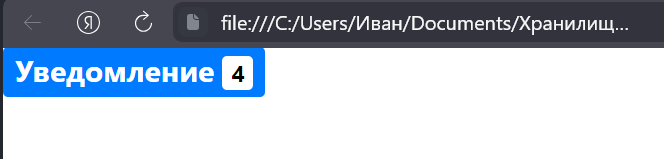 Я file:///C:/Users/Иван/Documents/Хранилищ...
Уведомление 4